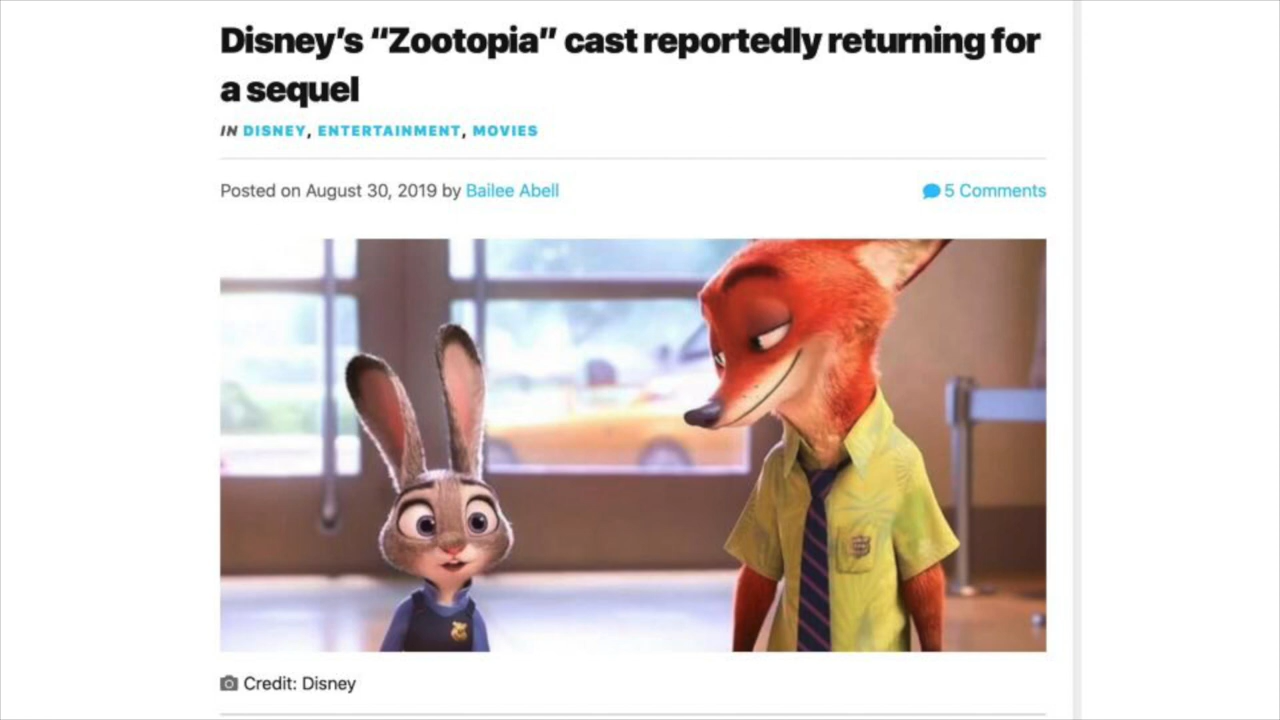 Disney’s “Zootopia” cast reportedly returning for
a sequel
IN DISNEY, ENTERTAINMENT, MOVIES
Posted on August 30, 2019 by Bailee Abell
5 Comments
Credit: Disney